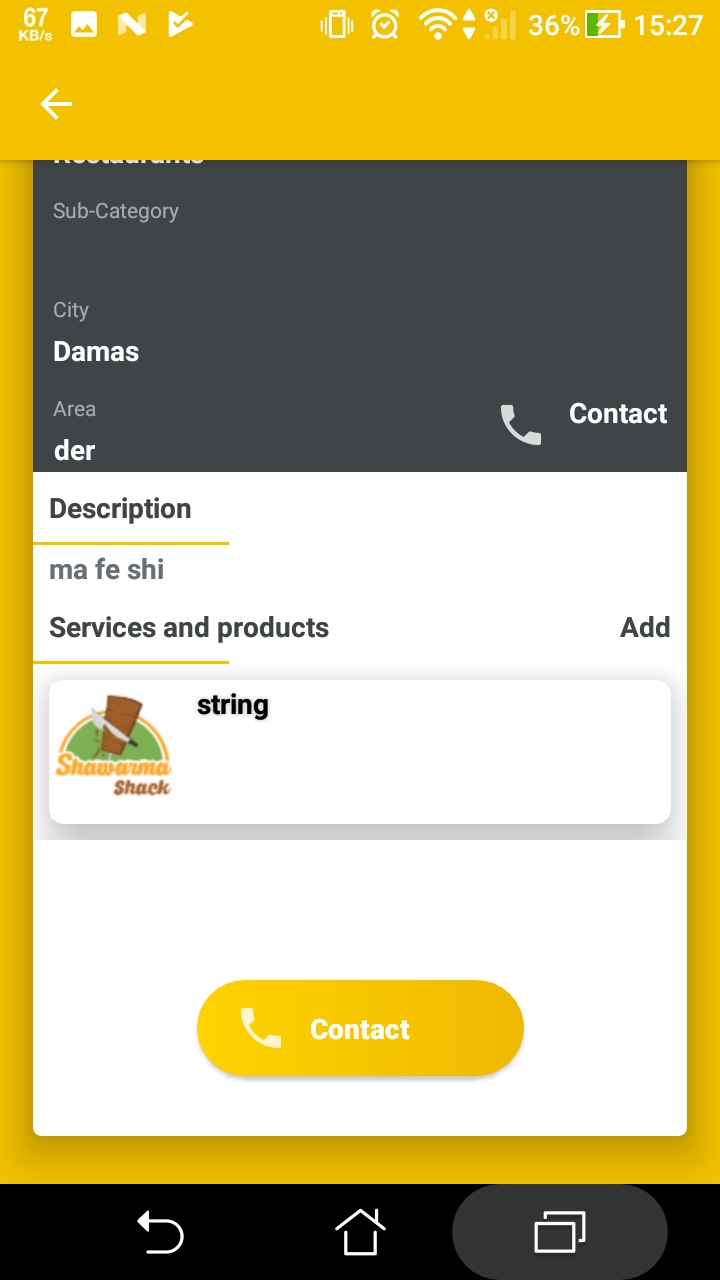 67
KB/s
36%
15:27
Restaurants
Sub-Category
City
Damas
Area
Contact
der
Description
ma fe shi
Services and products
Add
string
Shawarma
Shack
Contact